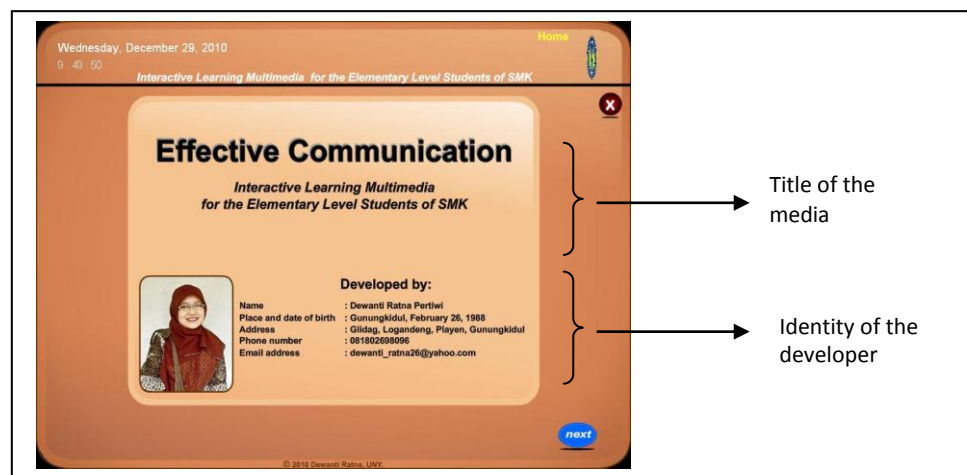 Wednesday, December 29, 2010
Home
9 49 50
Interactive Learning Multimedia for the Elementary Level Students of SMK
X
Effective Communication
Interactive Learning Multimedia
for the Elementary Level Students of SMK
Title of the
media
Developed by:
Name : Dewanti Ratna Pertiwi
Place and date of birth : Gunungkidul, February 26, 1988
Address : Glidag, Logandeng, Playen, Gunungkidul
Phone number : 081802698096
Email address : dewanti_ratna26@yahoo.com
Identity of the
developer
next
© 2010 Dewanti Ratna, UNY.